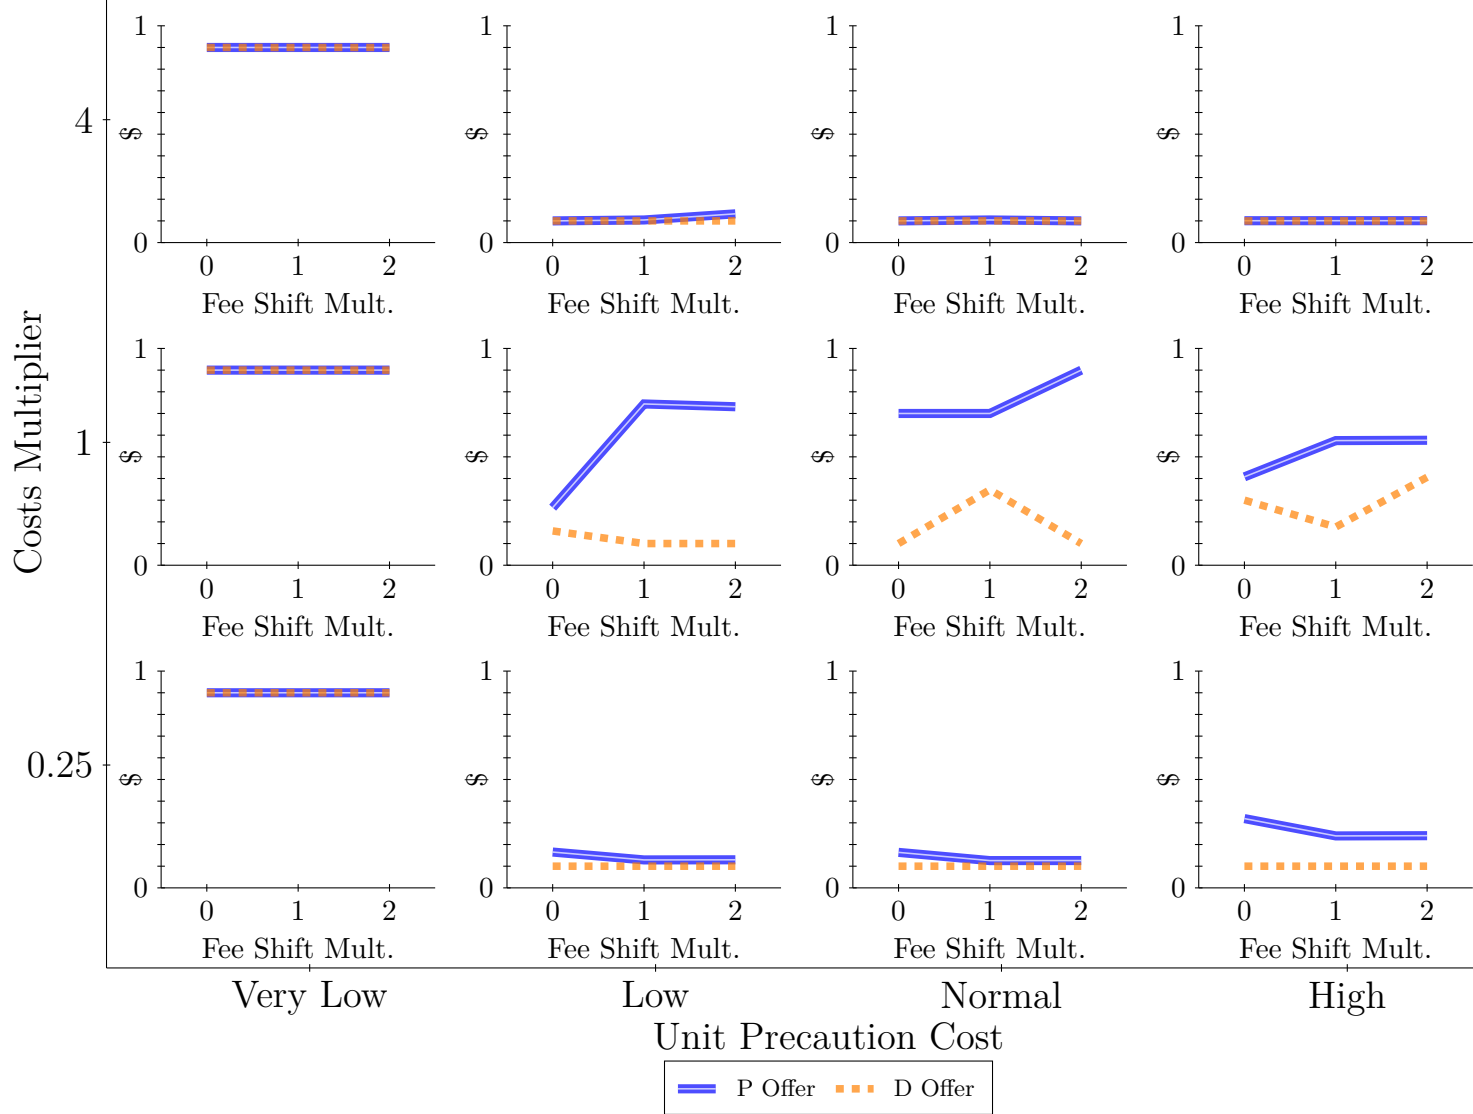 1 1 1 1
4
$ $ $ $
0 0 0 0
0 1 2 0 1 2 0 1 2 0 1 2
Fee Shift Mult. Fee Shift Mult. Fee Shift Mult. Fee Shift Mult.
Costs Multiplier
1 1 1 1
1
$ $ $ $
0 0 0 0
0 1 2 0 1 2 0 1 2 0 1 2
Fee Shift Mult. Fee Shift Mult. Fee Shift Mult. Fee Shift Mult.
1 1 1 1
0.25
$ $ $ $
0 0 0 0
0 1 2 0 1 2 0 1 2 0 1 2
Fee Shift Mult. Fee Shift Mult. Fee Shift Mult. Fee Shift Mult.
Very Low Low Normal High
Unit Precaution Cost
P Offer D Offer